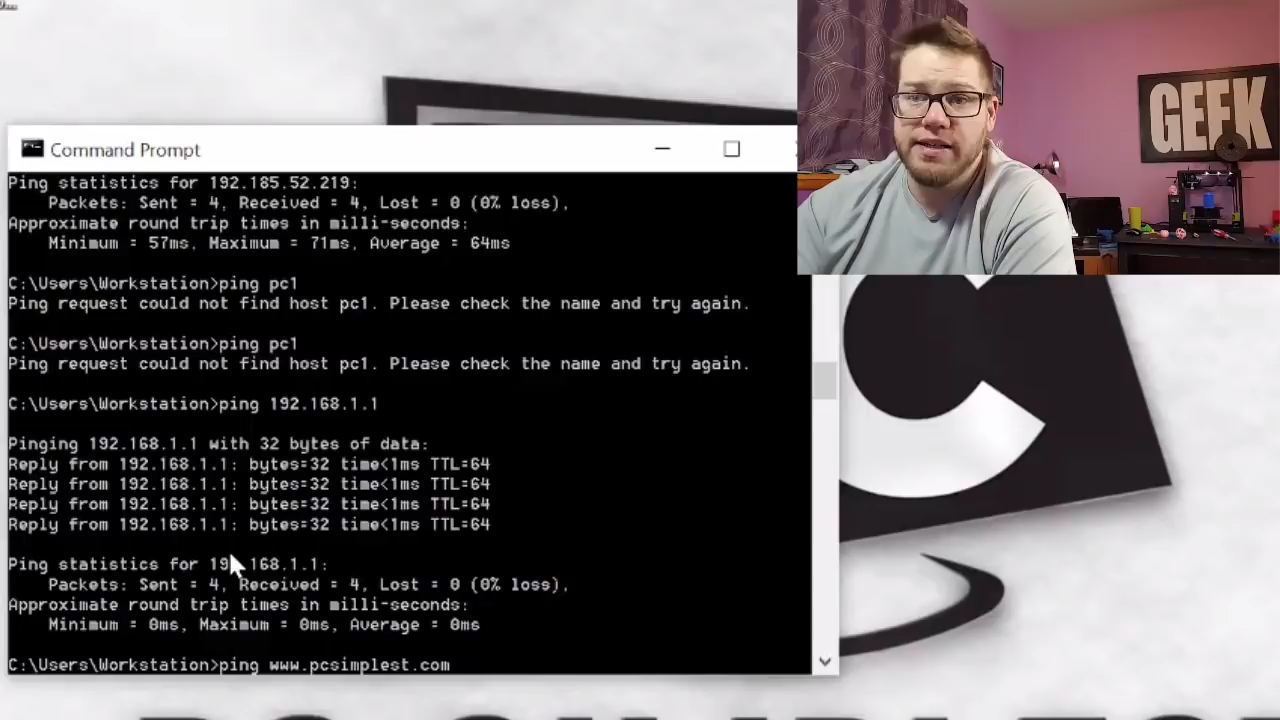 Command Prompt
Ping statistics for 192.185.52.219:
Packets: Sent = 4, Received = 4, Lost = 0 (0% loss),
Approximate round trip times in milli-seconds:
Minimum = 57ms, Maximum = 71ms, Average = 64ms
C:\Users\Workstation>ping pc1
Ping request could not find host pc1. Please check the name and try again.
C:\Users\Workstation>ping pc1
Ping request could not find host pc1. Please check the name and try again.
C:\Users\Workstation>ping 192.168.1.1
Pinging 192.168.1.1 with 32 bytes of data:
Reply from 192.168.1.1: bytes=32 time<1ms TTL=64
Reply from 192.168.1.1: bytes=32 time<1ms TTL=64
Reply from 192.168.1.1: bytes=32 time<1ms TTL=64
Reply from 192.168.1.1: bytes=32 time<1ms TTL=64
Ping statistics for 192.168.1.1:
Packets: Sent = 4, Received = 4, Lost = 0 (0% loss),
Approximate round trip times in milli-seconds:
Minimum = 0ms, Maximum = 0ms, Average = 0ms
C:\Users\Workstation>ping www.pcsimplest.com
GEEK
C